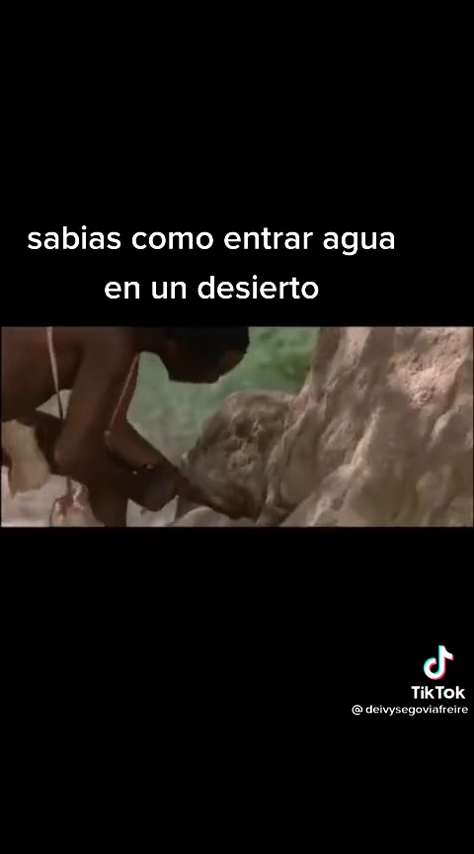 sabias como entrar agua
en un desierto
TikTok
@ deivysegoviafreire